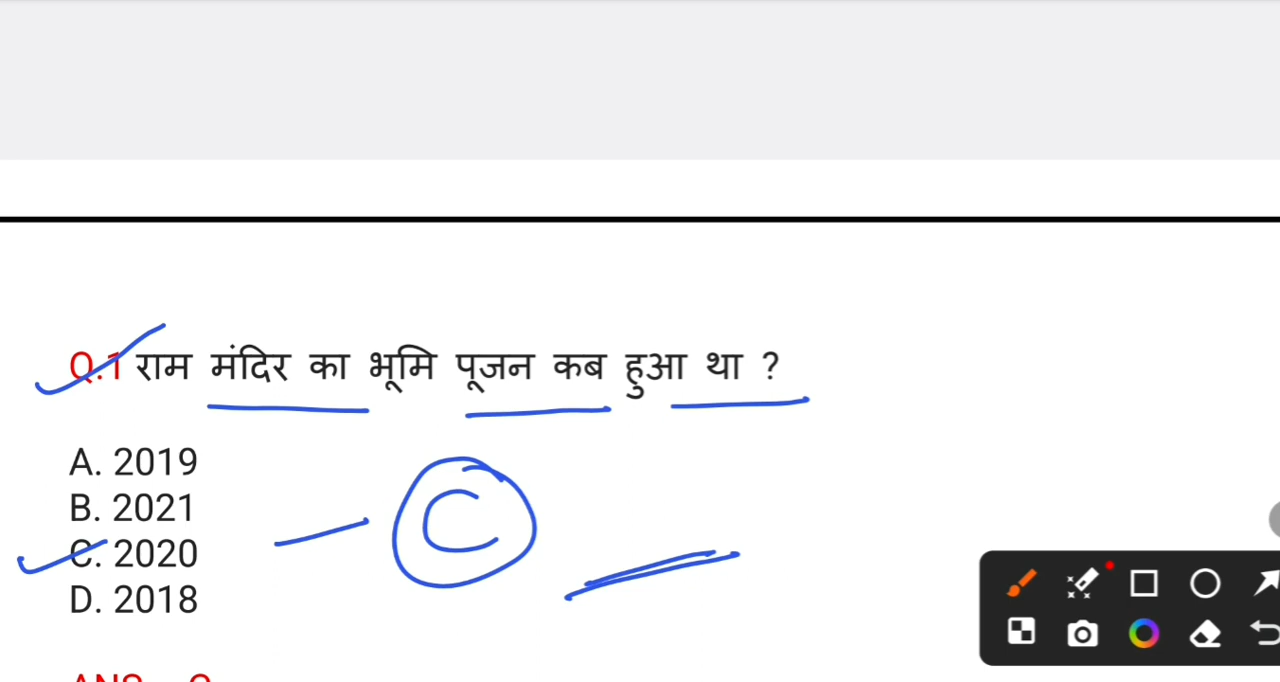 Q.1 राम मंदिर का भूमि पूजन कब हुआ था ?
A. 2019
B. 2021
C. 2020
D. 2018
C